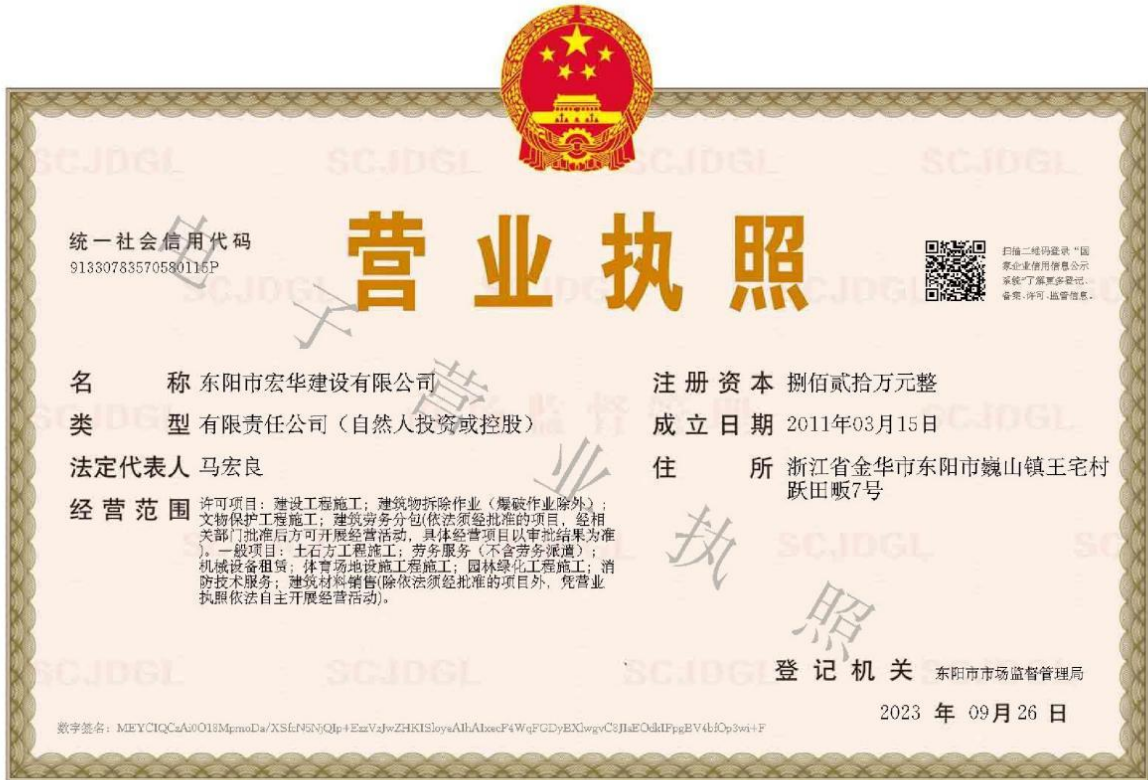 营业执照
统一社会信用代码
91330783570580115P
扫描二维码登录“国
家企业信用信息公示
系统”了解更多登记、
备案、许可、监管信息。
名 称 东阳市宏华建设有限公司
类 型 有限责任公司（自然人投资或控股）
法定代表人 马宏良
经营范围 许可项目：建设工程施工；建筑物拆除作业（爆破作业除外）；
文物保护工程施工；建筑劳务分包(依法须经批准的项目，经相
关部门批准后方可开展经营活动，具体经营项目以审批结果为准
)。一般项目：土石方工程施工；劳务服务（不含劳务派遣）；
机械设备租赁；体育场地设施工程施工；园林绿化工程施工；消
防技术服务；建筑材料销售(除依法须经批准的项目外，凭营业
执照依法自主开展经营活动)。
注册资本 捌佰贰拾万元整
成立日期 2011年03月15日
住 所 浙江省金华市东阳市巍山镇王宅村
跃田畈7号
电子营业执照
登记机关 东阳市市场监督管理局
2023 年 09月26 日
数字签名：
SCJDGL